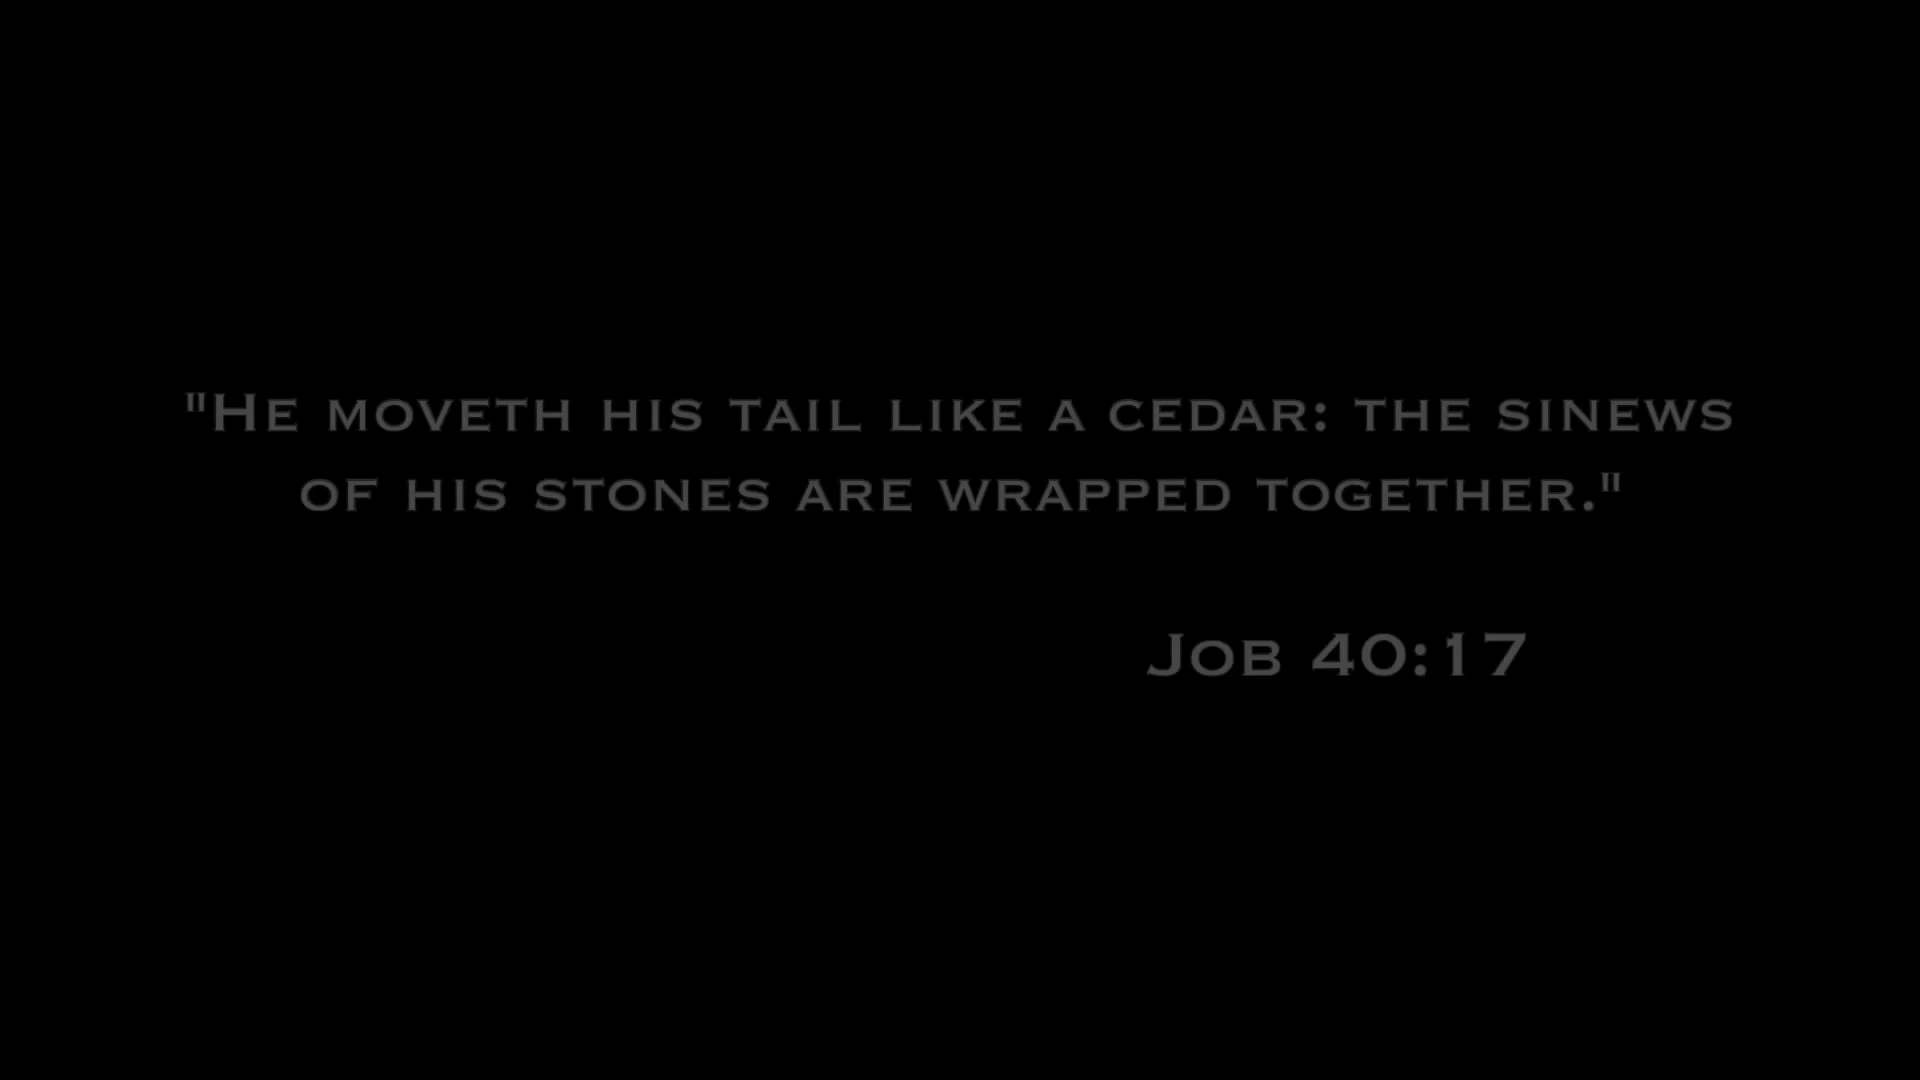 "He moveth his tail like a cedar: the sinews
of his stones are wrapped together."
Job 40:17